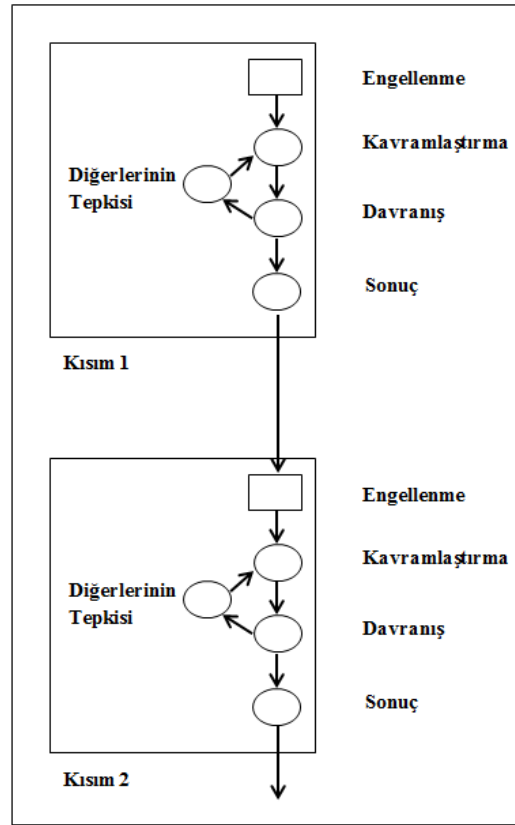 Engellenme
Kavramlaştırma
Diğerlerinin
Tepkisi
Davranış
Sonuç
Kısım 1
Engellenme
Kavramlaştırma
Diğerlerinin
Tepkisi
Davranış
Sonuç
Kısım 2